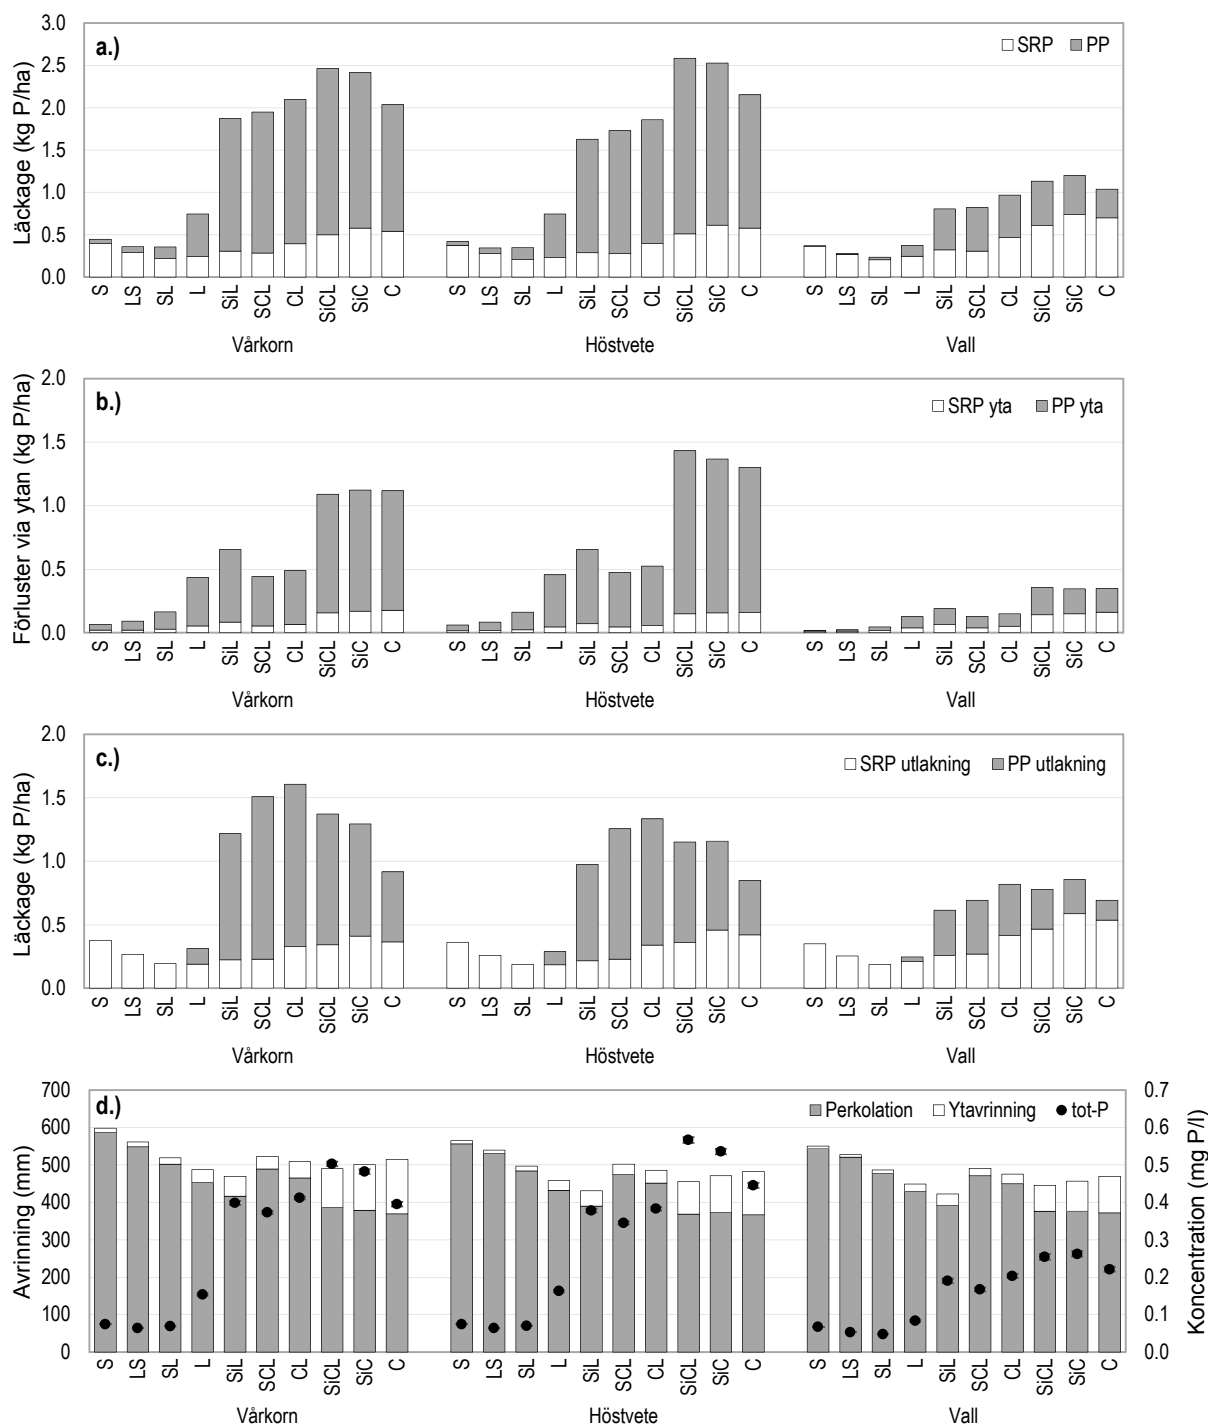 a.)
SRP PP
Läckage (kg P/ha)
3.0
2.5
2.0
1.5
1.0
0.5
0.0
S LS SL L SiL SCL CL SiCL SiC C S LS SL L SiL SCL CL SiCL SiC C S LS SL L SiL SCL CL SiCL SiC C
Vårkorn Höstvete Vall
b.)
SRP yta PP yta
Förluster via ytan (kg P/ha)
2.0
1.5
1.0
0.5
0.0
S LS SL L SiL SCL CL SiCL SiC C S LS SL L SiL SCL CL SiCL SiC C S LS SL L SiL SCL CL SiCL SiC C
Vårkorn Höstvete Vall
c.)
SRP utlakning PP utlakning
Läckage (kg P/ha)
2.0
1.5
1.0
0.5
0.0
S LS SL L SiL SCL CL SiCL SiC C S LS SL L SiL SCL CL SiCL SiC C S LS SL L SiL SCL CL SiCL SiC C
Vårkorn Höstvete Vall
d.)
Perkolation Ytavrinning tot-P
Avrinning (mm)
700
600
500
400
300
200
100
0
Koncentration (mg P/l)
0.7
0.6
0.5
0.4
0.3
0.2
0.1
0.0
S LS SL L SiL SCL CL SiCL SiC C S LS SL L SiL SCL CL SiCL SiC C S LS SL L SiL SCL CL SiCL SiC C
Vårkorn Höstvete Vall